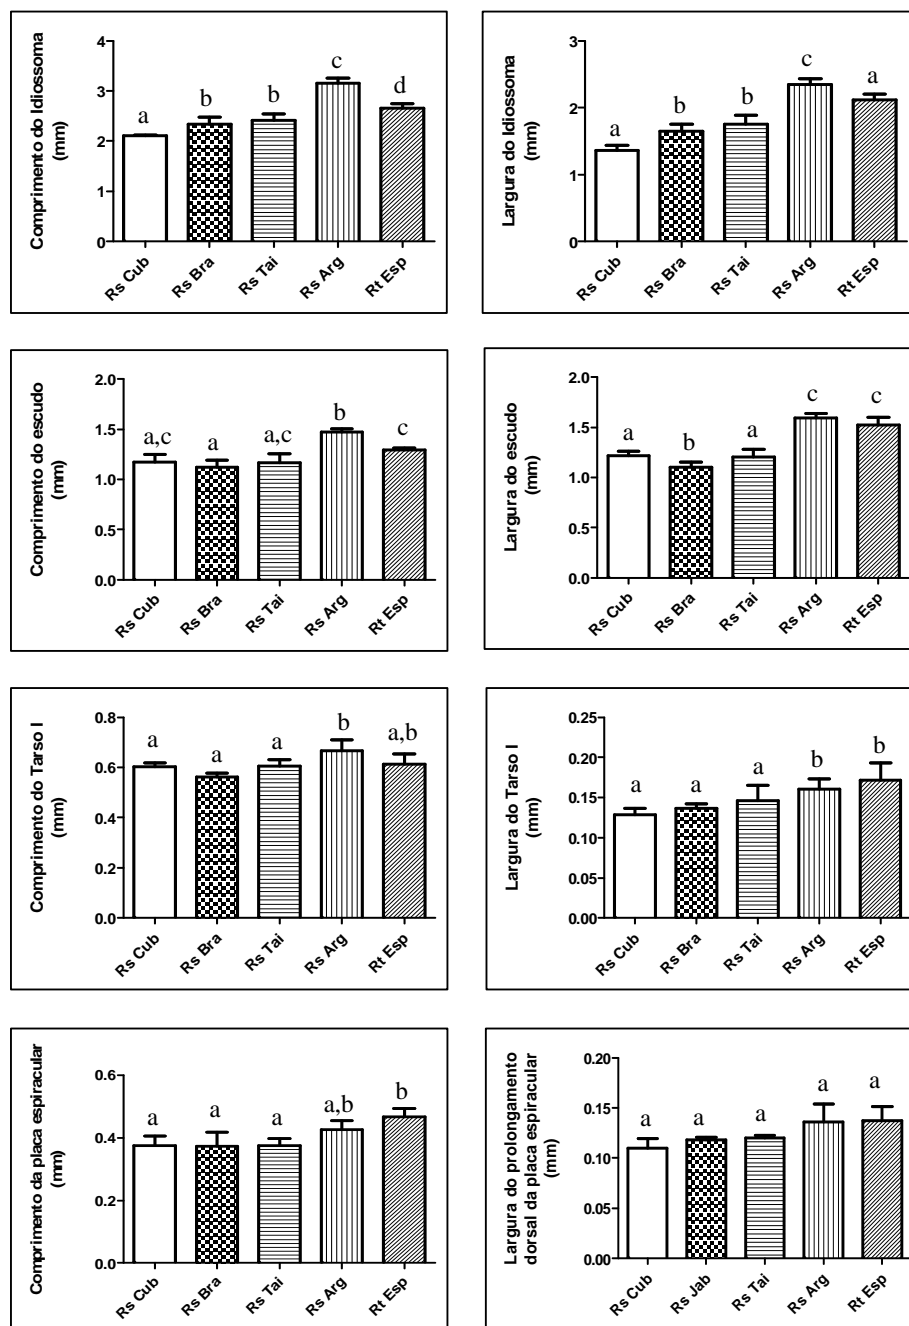 Comprimento do Idiossoma
(mm)
4
3
2
1
0
a
b
b
c
d
Rs Cub
Rs Bra
Rs Tai
Rs Arg
Rt Esp
Largura do Idiossoma
(mm)
3
2
1
0
a
b
b
c
a
Rs Cub
Rs Bra
Rs Tai
Rs Arg
Rt Esp
Comprimento do escudo
(mm)
2.0
1.5
1.0
0.5
0.0
a,c
a
a,c
b
c
Rs Cub
Rs Bra
Rs Tai
Rs Arg
Rt Esp
Largura do escudo
(mm)
2.0
1.5
1.0
0.5
0.0
a
b
a
c
c
Rs Cub
Rs Bra
Rs Tai
Rs Arg
Rt Esp
Comprimento do Tarso I
(mm)
0.8
0.6
0.4
0.2
0.0
a
a
a
b
a,b
Rs Cub
Rs Bra
Rs Tai
Rs Arg
Rt Esp
Largura do Tarso I
(mm)
0.25
0.20
0.15
0.10
0.05
0.00
a
a
a
b
b
Rs Cub
Rs Bra
Rs Tai
Rs Arg
Rt Esp
Comprimento da placa espiracular
(mm)
0.6
0.4
0.2
0.0
a
a
a
a,b
b
Rs Cub
Rs Bra
Rs Tai
Rs Arg
Rt Esp
Largura do prolongamento
dorsal da placa espiracular
(mm)
0.20
0.15
0.10
0.05
0.00
a
a
a
a
a
Rs Cub
Rs Jab
Rs Tai
Rs Arg
Rt Esp